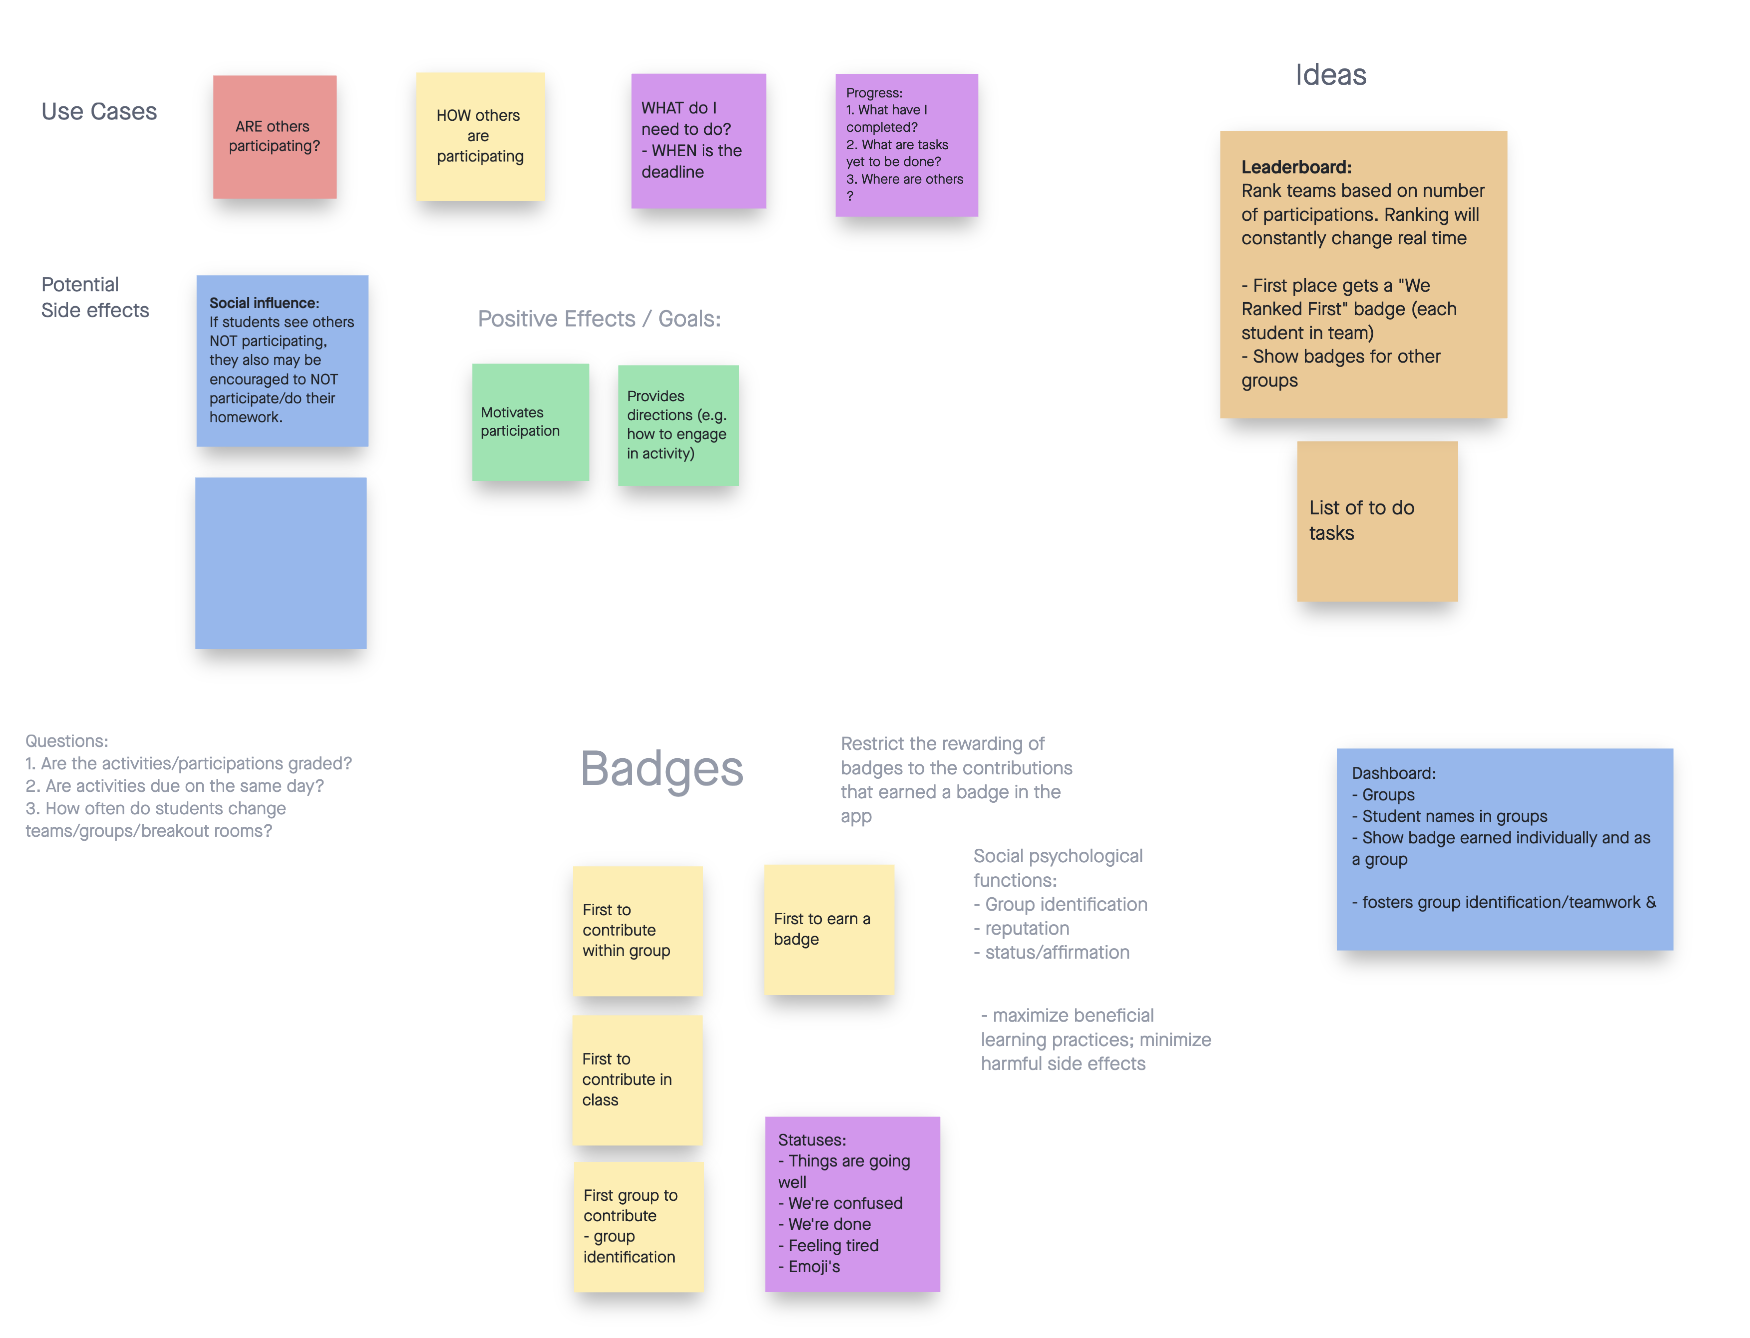 Use Cases
ARE others
participating?
HOW others
are
participating
WHAT do I
need to do?
- WHEN is the
deadline
Progress:
1. What have I
completed?
2. What are tasks
yet to be done?
3. Where are others
?
Ideas
Leaderboard:
Rank teams based on number
of participations. Ranking will
constantly change real time
- First place gets a "We
Ranked First" badge (each
student in team)
- Show badges for other
groups
List of to do
tasks
Potential
Side effects
Social influence:
If students see others
NOT participating,
they also may be
encouraged to NOT
participate/do their
homework.
Positive Effects / Goals:
Motivates
participation
Provides
directions (e.g.
how to engage
in activity)
Questions:
1. Are the activities/participations graded?
2. Are activities due on the same day?
3. How often do students change
teams/groups/breakout rooms?
Badges
Restrict the rewarding of
badges to the contributions
that earned a badge in the
app
First to
contribute
within group
First to earn a
badge
Social psychological
functions:
- Group identification
- reputation
- status/affirmation
- maximize beneficial
learning practices; minimize
harmful side effects
First to
contribute in
class
First group to
contribute
- group
identification
Statuses:
- Things are going
well
- We're confused
- We're done
- Feeling tired
- Emoji's
Dashboard:
- Groups
- Student names in groups
- Show badge earned individually and as
a group
- fosters group identification/teamwork &